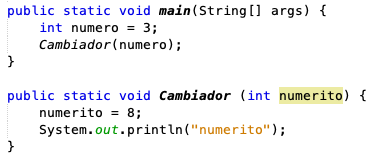 public static void main(String[] args) {
int numero = 3;
Cambiador(numero);
}
public static void Cambiador (int numerito) {
numerito = 8;
System.out.println("numerito");
}